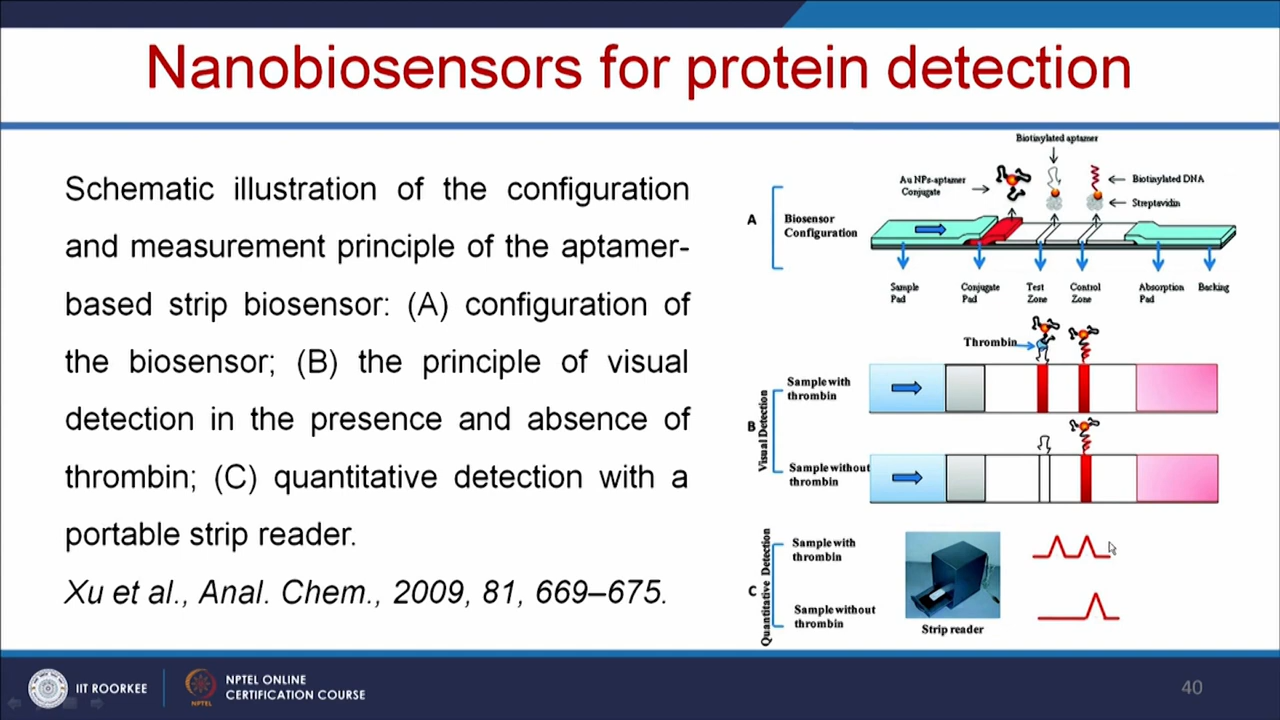 Nanobiosensors for protein detection
Schematic illustration of the configuration
and measurement principle of the aptamer-
based strip biosensor: (A) configuration of
the biosensor; (B) the principle of visual
detection in the presence and absence of
thrombin; (C) quantitative detection with a
portable strip reader.
Xu et al., Anal. Chem., 2009, 81, 669–675.
Biotinylated aptamer
Au NPs-aptamer
Conjugate
Biotinylated DNA
Streptavidin
A
Biosensor
Configuration
Sample
Pad
Conjugate
Pad
Test
Zone
Control
Zone
Absorption
Pad
Backing
Thrombin
B
Visual Detection
Sample with
thrombin
Sample without
thrombin
C
Quantitative Detection
Sample with
thrombin
Sample without
thrombin
Strip reader
IIT ROORKEE
NPTEL
NPTEL ONLINE
CERTIFICATION COURSE
40